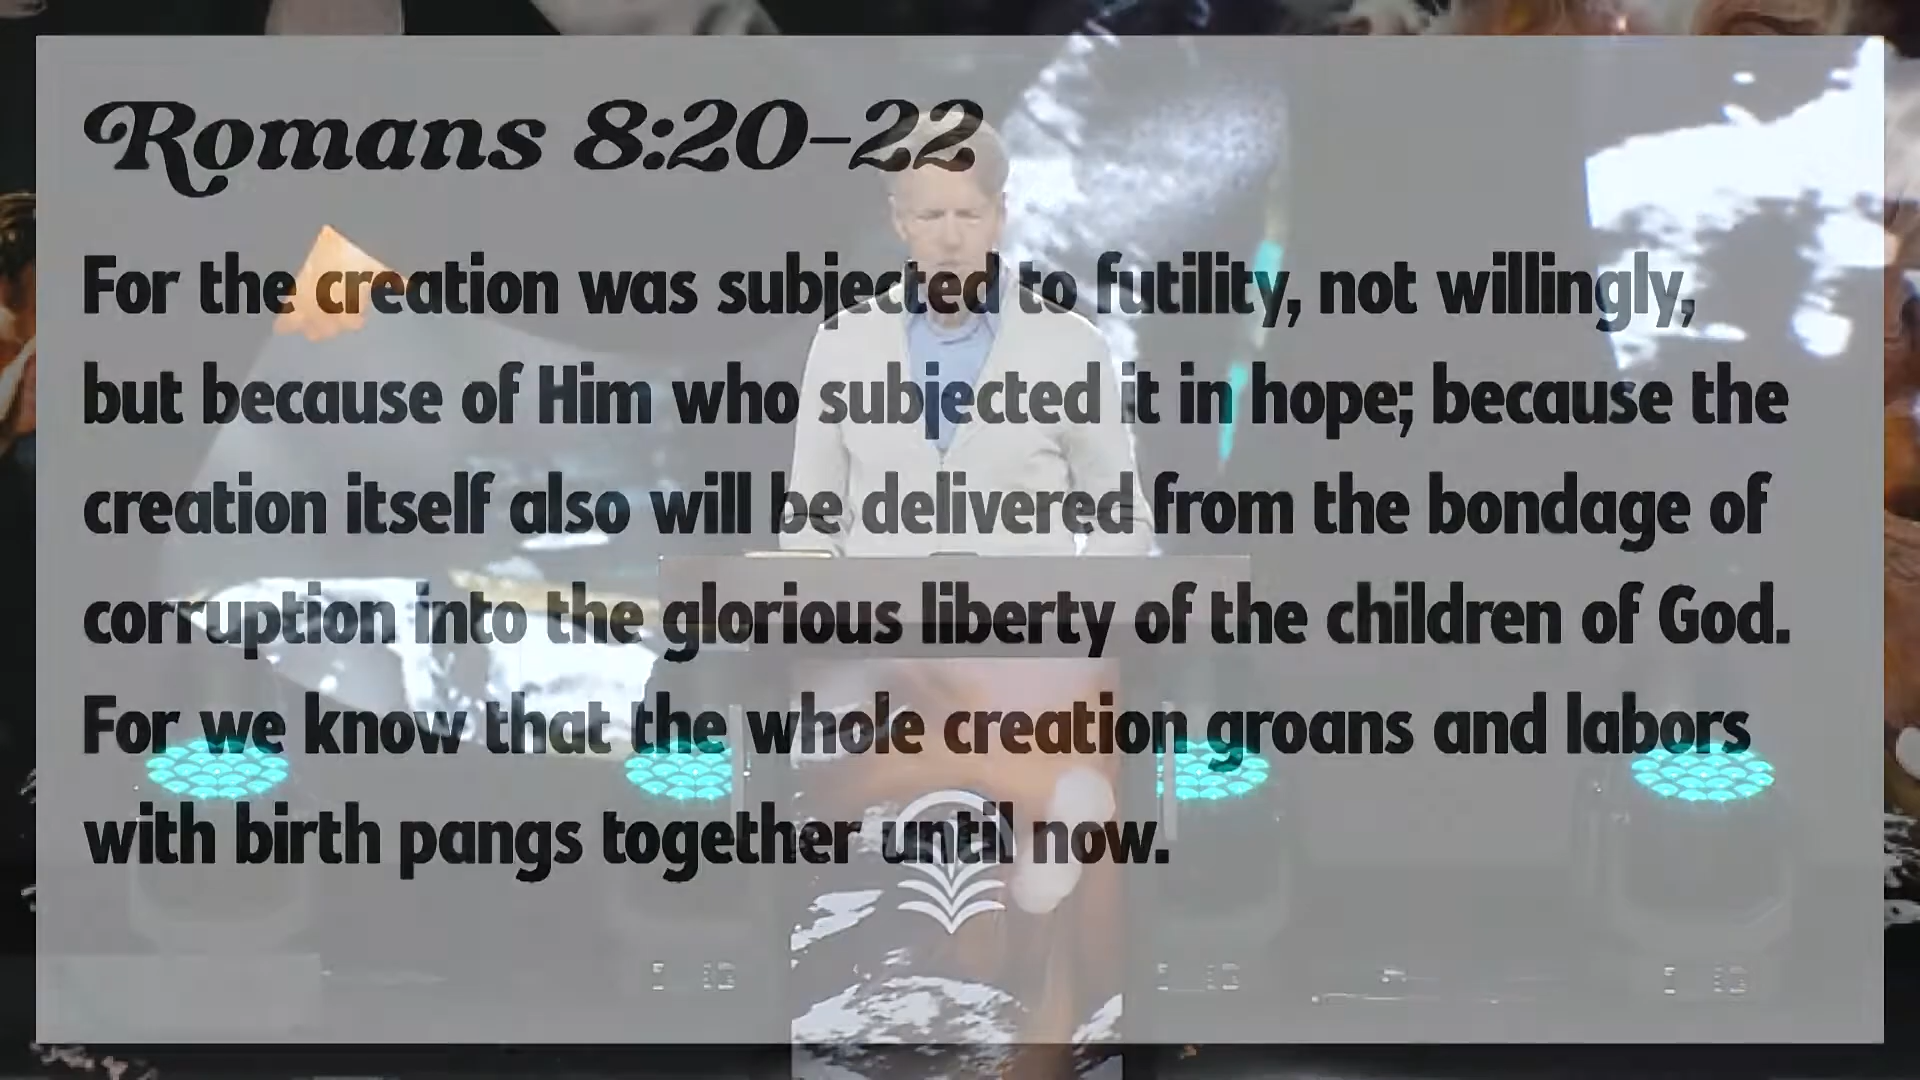 Romans 8:20–22
For the creation was subjected to futility, not willingly,
but because of Him who subjected it in hope; because the
creation itself also will be delivered from the bondage of
corruption into the glorious liberty of the children of God.
For we know that the whole creation groans and labors
with birth pangs together until now.